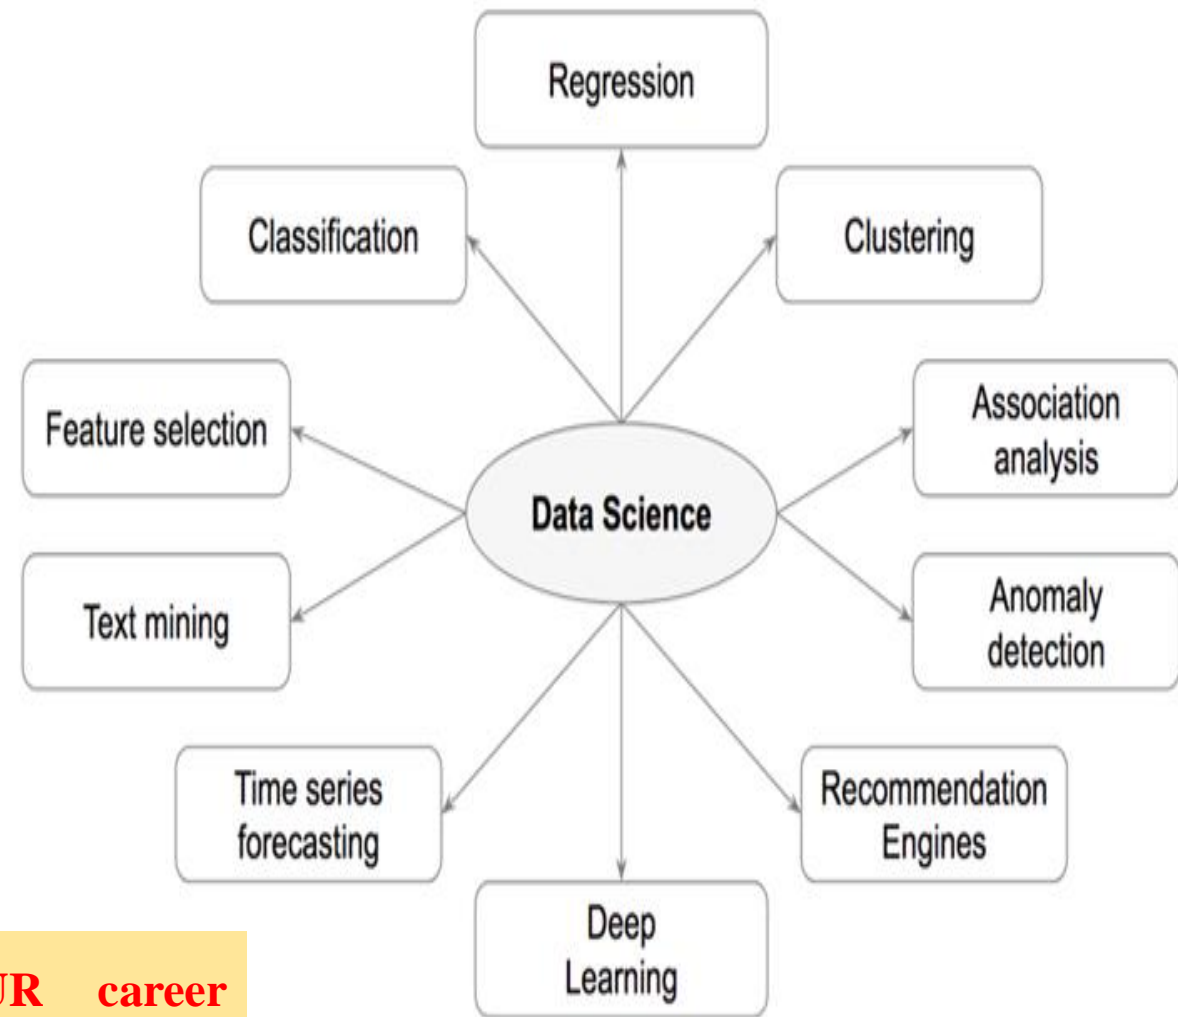 Regression
Classification
Clustering
Feature selection
Association
analysis
Data Science
Text mining
Anomaly
detection
Time series
forecasting
Recommendation
Engines
Deep
Learning
career